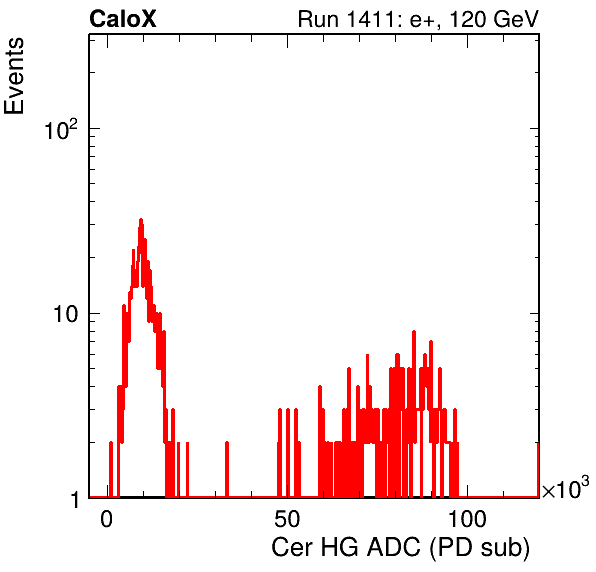 CaloX Run 1411: e+, 120 GeV
Events
10²
10
1
0 50 100 ×10³
Cer HG ADC (PD sub)